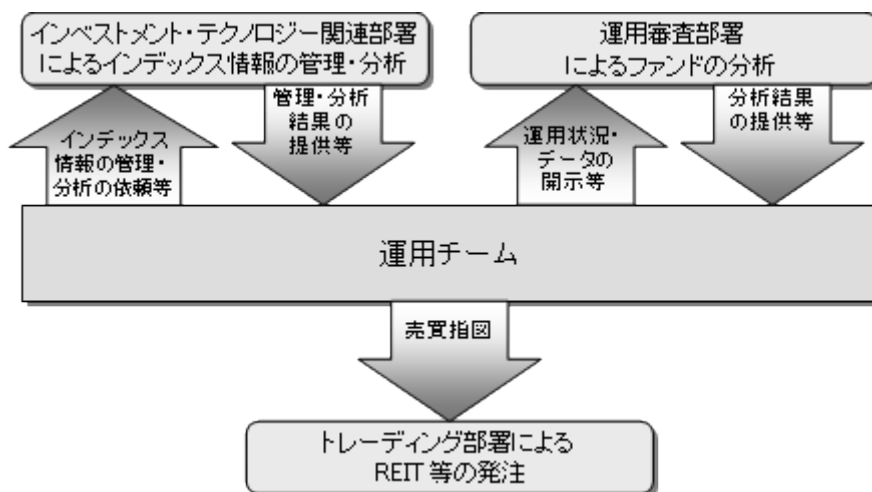 インベストメント・テクノロジー関連部署
によるインデックス情報の管理・分析
運用審査部署
によるファンドの分析
インデックス
情報の管理・
分析の依頼等
管理・分析
結果の
提供等
運用状況・
データの
開示等
分析結果
の提供等
運用チーム
売買指図
トレーディング部署による
REIT等の発注